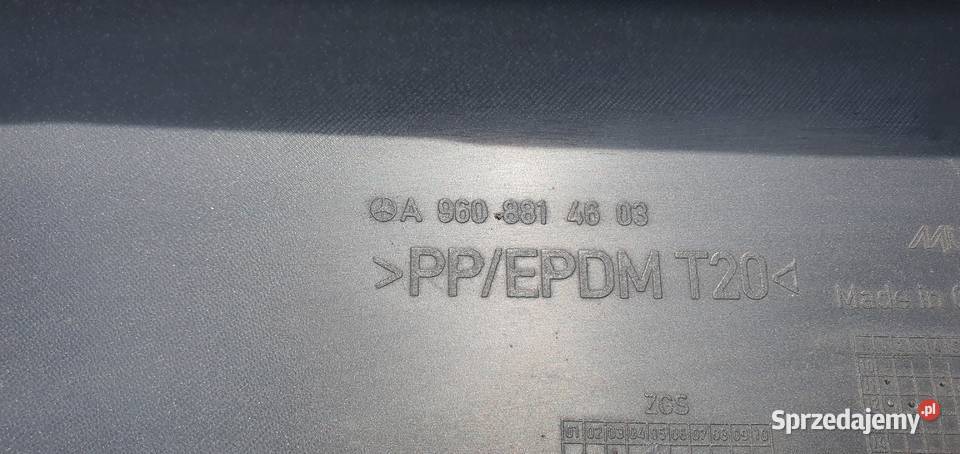 A 960 881 46 03
>PP/EPDM T20<
Made in
ZGS
01 02 03 04 05 06 07 08 09 10
Sprzedajemy.pl